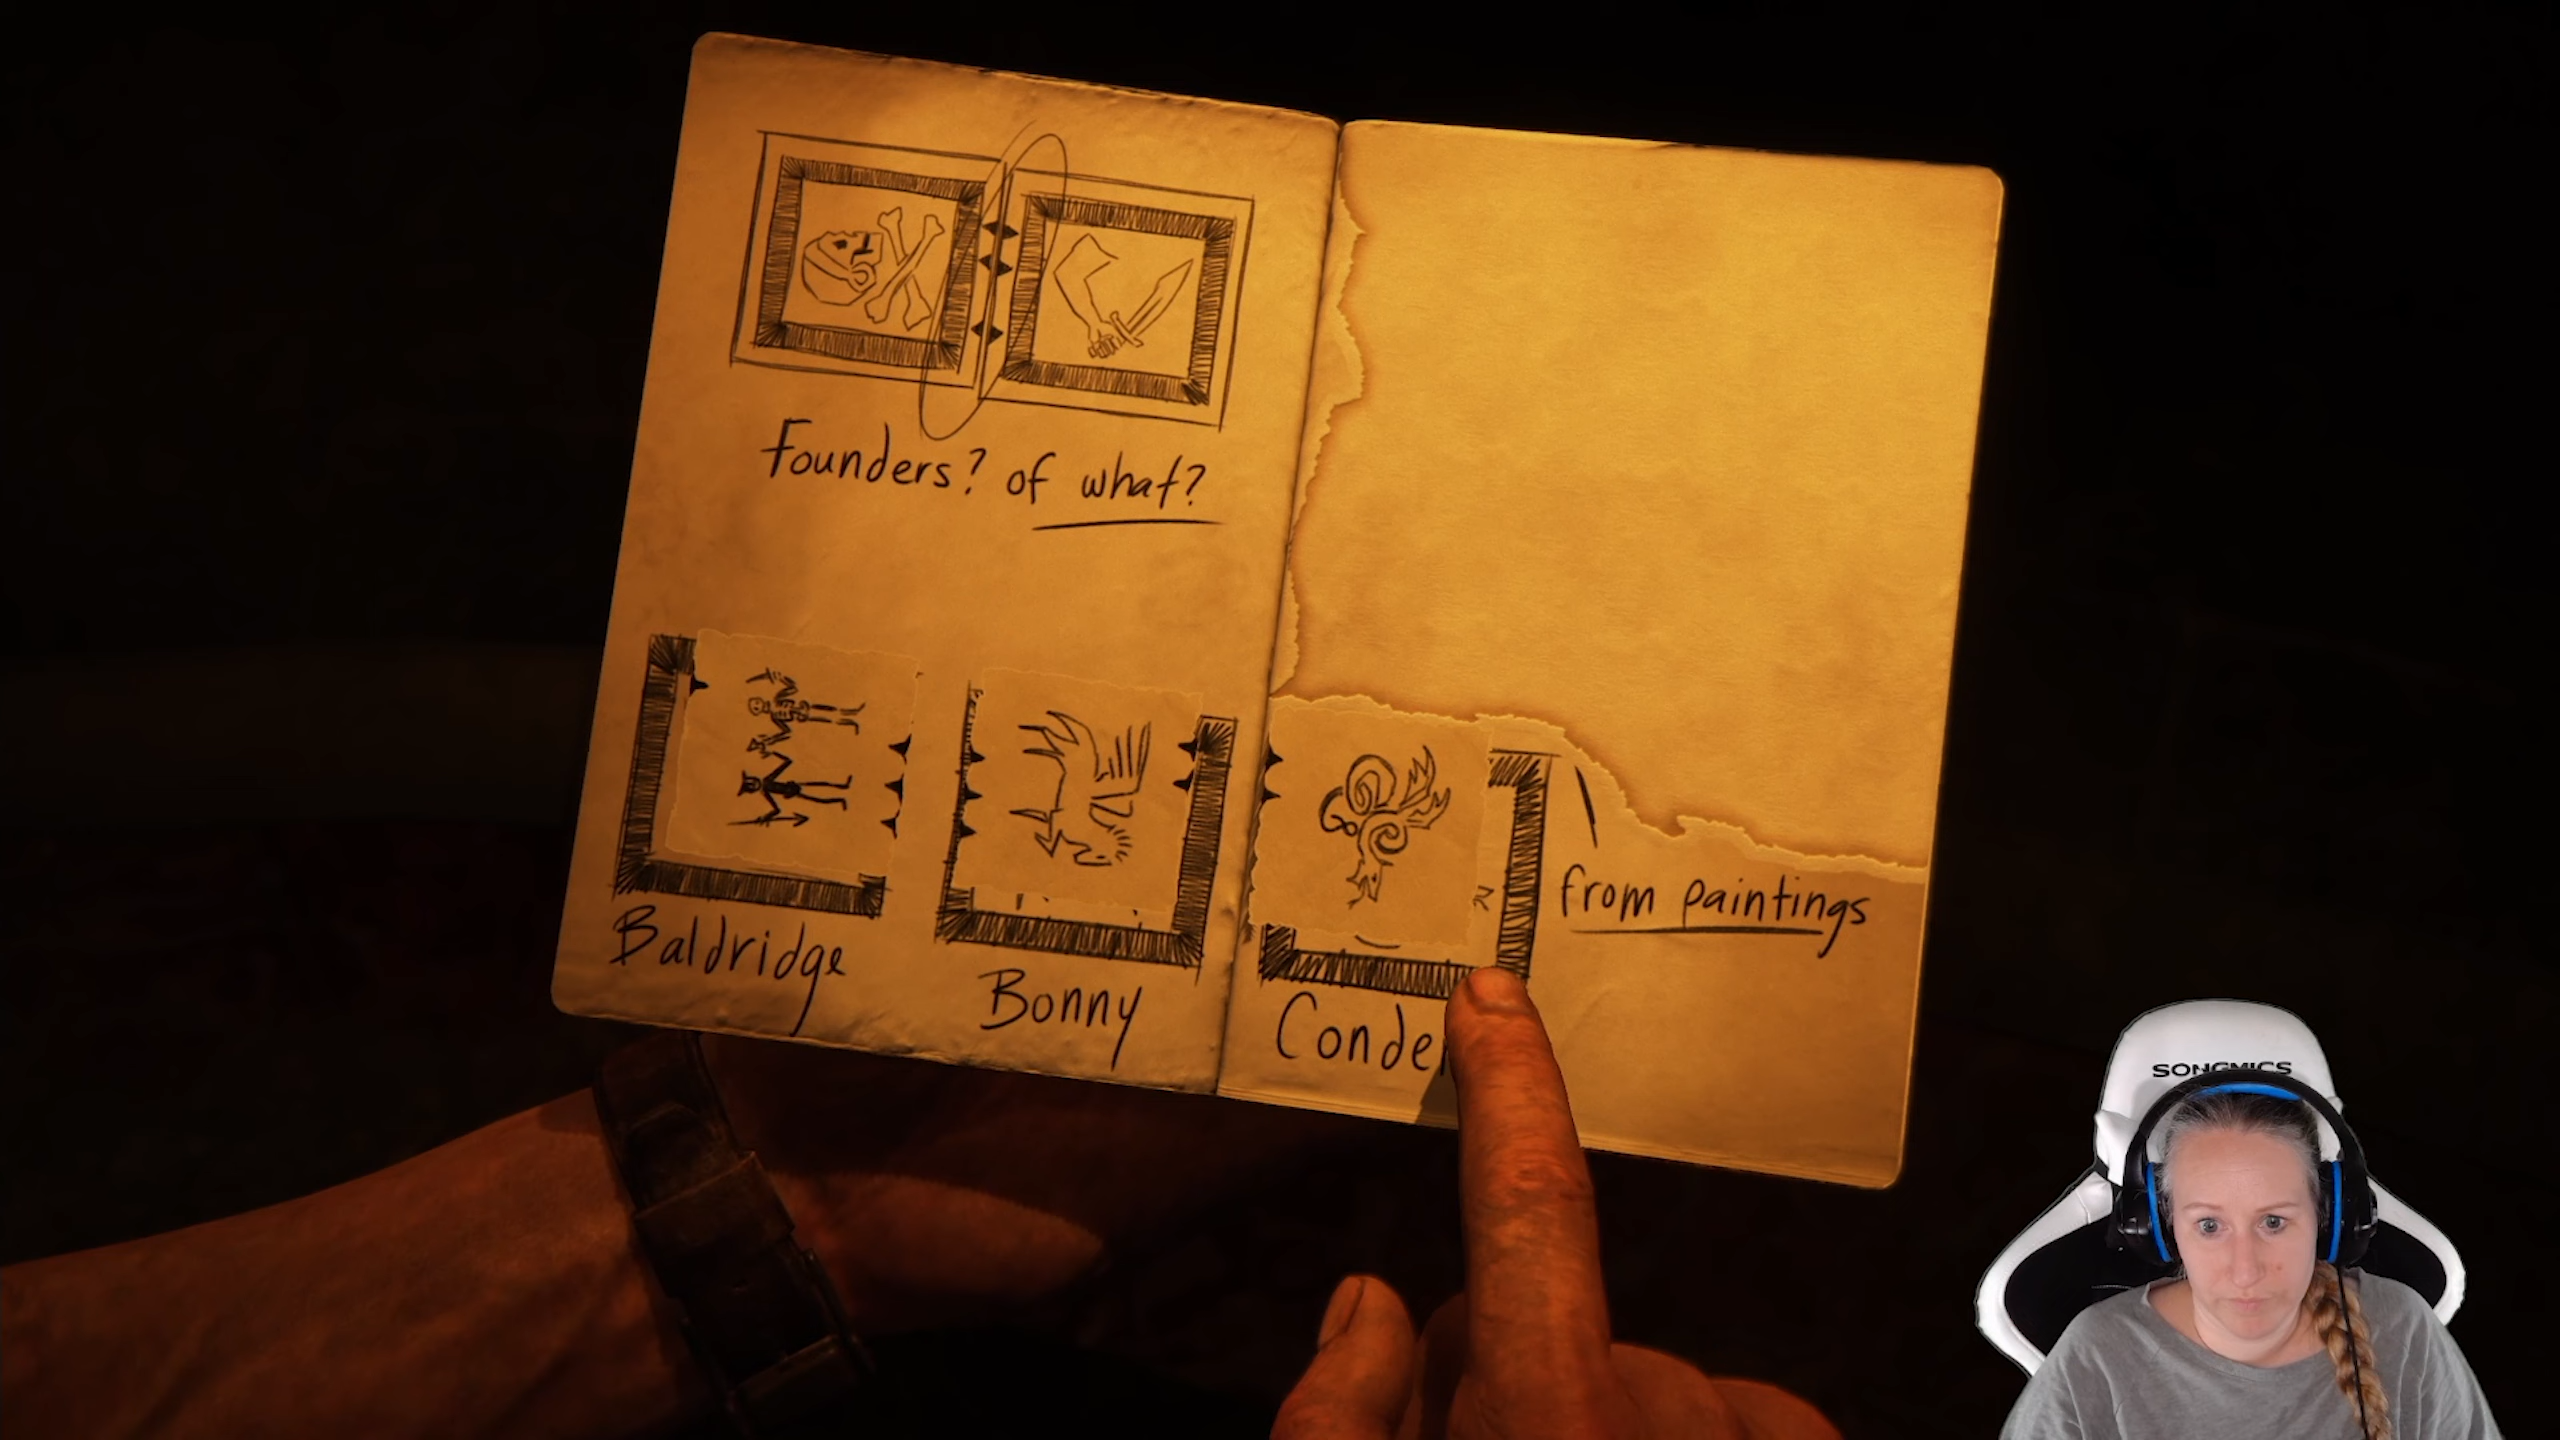 Founders? of what?
Baldridge
Bonny
from paintings
SONGMICS